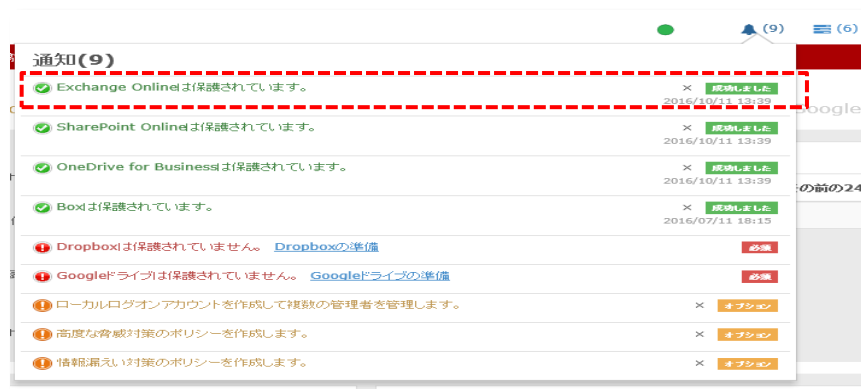 (9) (6)
通知(9)
Exchange Onlineは保護されています。 × 成功しました
2016/10/11 13:39
oogle
SharePoint Onlineは保護されています。 × 成功しました
2016/10/11 13:39
OneDrive for Businessは保護されています。 × 成功しました
2016/10/11 13:39
の前の24
Boxは保護されています。 × 成功しました
2016/07/11 18:15
Dropboxは保護されていません。 Dropboxの準備 必須
Googleドライブは保護されていません。 Googleドライブの準備 必須
ローカルログオンアカウントを作成して複数の管理者を管理します。 × オプション
高度な脅威対策のポリシーを作成します。 × オプション
情報漏えい対策のポリシーを作成します。 × オプション